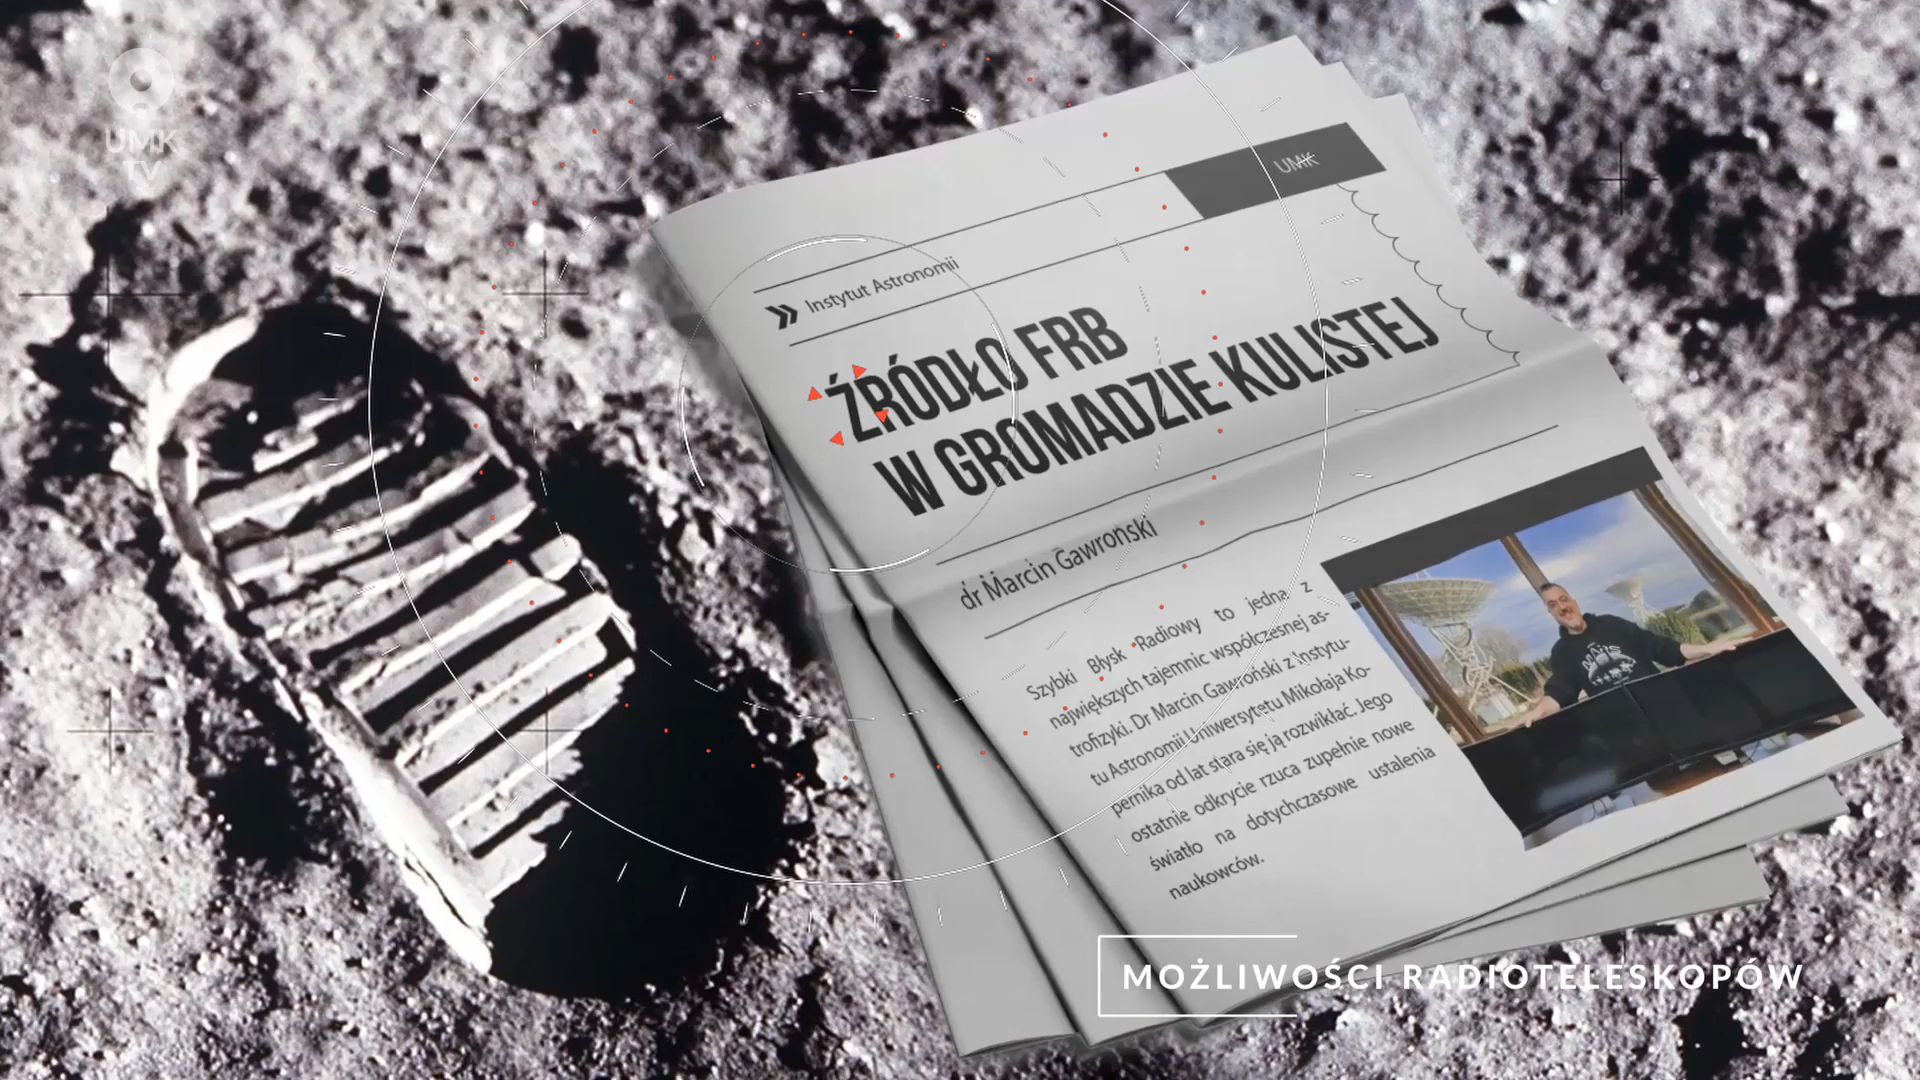 UMK
TV
UMK
Instytut Astronomii
ŹRÓDŁO FRB
W GROMADZIE KULISTEJ
dr Marcin Gawroński
Szybki Błysk Radiowy to jedna z
największych tajemnic współczesnej as-
trofizyki. Dr Marcin Gawroński z Instytu-
tu Astronomii Uniwersytetu Mikołaja Ko-
pernika od lat stara się ją rozwikłać. Jego
ostatnie odkrycie rzuca zupełnie nowe
światło na dotychczasowe ustalenia
naukowców.
MOŻLIWOŚCI RADIOTELESKOPÓW